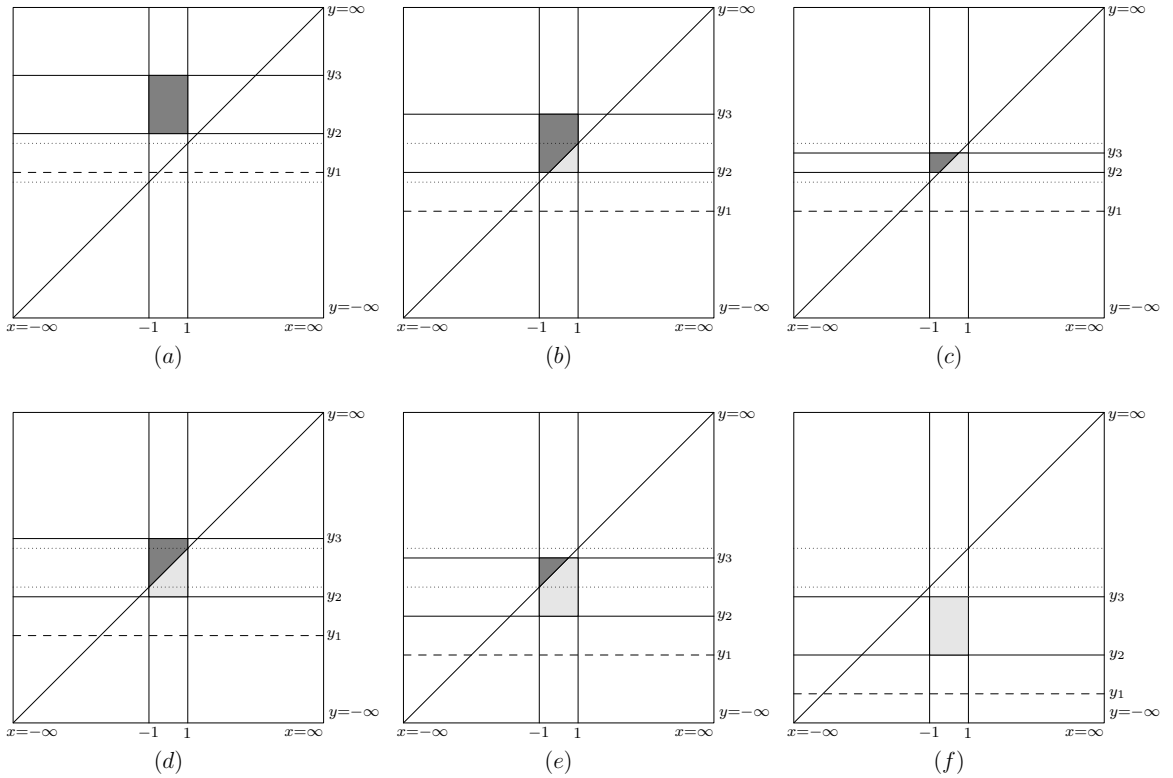 y=∞ y=∞ y=∞
y₃
y₂
y₁
y₃
y₂
y₁
y₃
y₂
y₁
y=−∞ y=−∞ y=−∞
x=−∞ −1 1 x=∞ x=−∞ −1 1 x=∞ x=−∞ −1 1 x=∞
(a) (b) (c)
y=∞ y=∞ y=∞
y₃
y₂
y₁
y₃
y₂
y₁
y₃
y₂
y₁
y=−∞ y=−∞ y=−∞
x=−∞ −1 1 x=∞ x=−∞ −1 1 x=∞ x=−∞ −1 1 x=∞
(d) (e) (f)